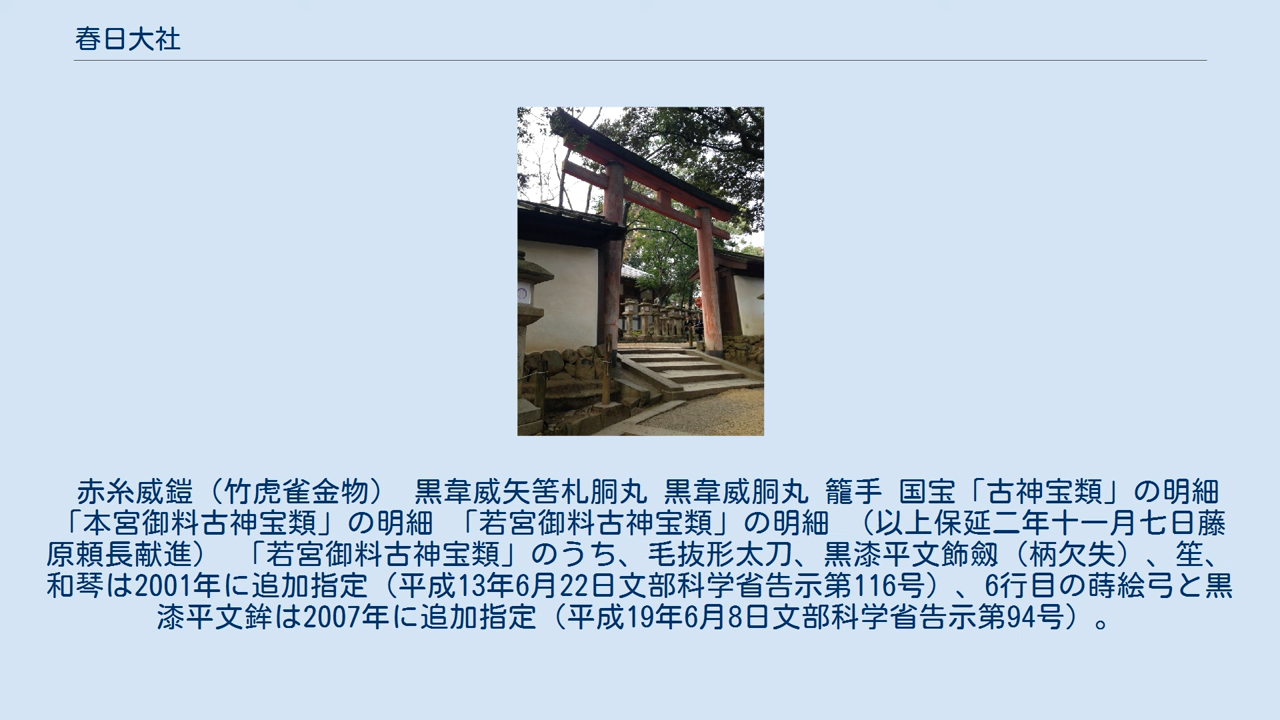 春日大社
赤糸威鎧（竹虎雀金物） 黒韋威矢筈札胴丸 黒韋威胴丸 籠手 国宝「古神宝類」の明細
「本宮御料古神宝類」の明細 「若宮御料古神宝類」の明細 （以上保延二年十一月七日藤
原頼長献進） 「若宮御料古神宝類」のうち、毛抜形太刀、黒漆平文飾劔（柄欠失）、笙、
和琴は2001年に追加指定（平成13年6月22日文部科学省告示第116号）、6行目の蒔絵弓と黒
漆平文鉾は2007年に追加指定（平成19年6月8日文部科学省告示第94号）。